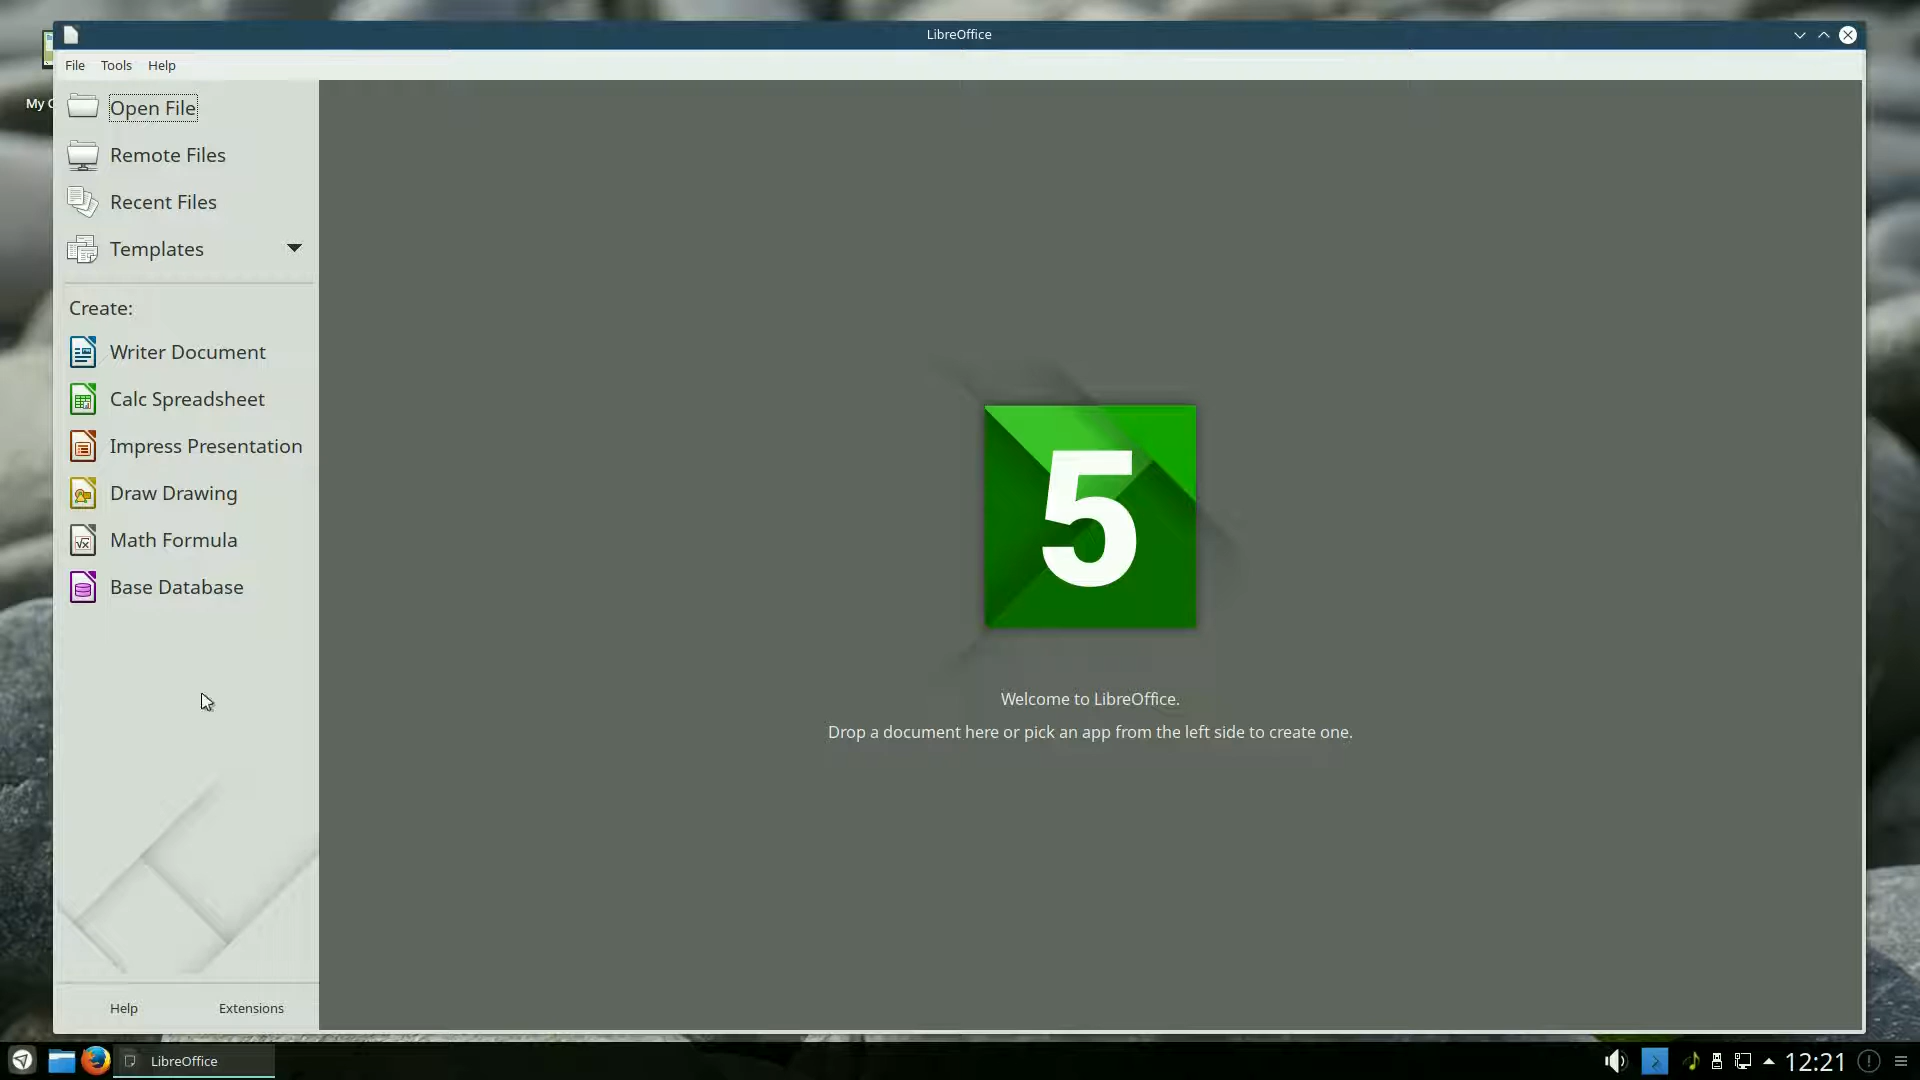 LibreOffice
File Tools Help
My
Open File
Remote Files
Recent Files
Templates
Create:
Writer Document
Calc Spreadsheet
Impress Presentation
Draw Drawing
Math Formula
Base Database
5
Welcome to LibreOffice.
Drop a document here or pick an app from the left side to create one.
Help Extensions
LibreOffice
12:21